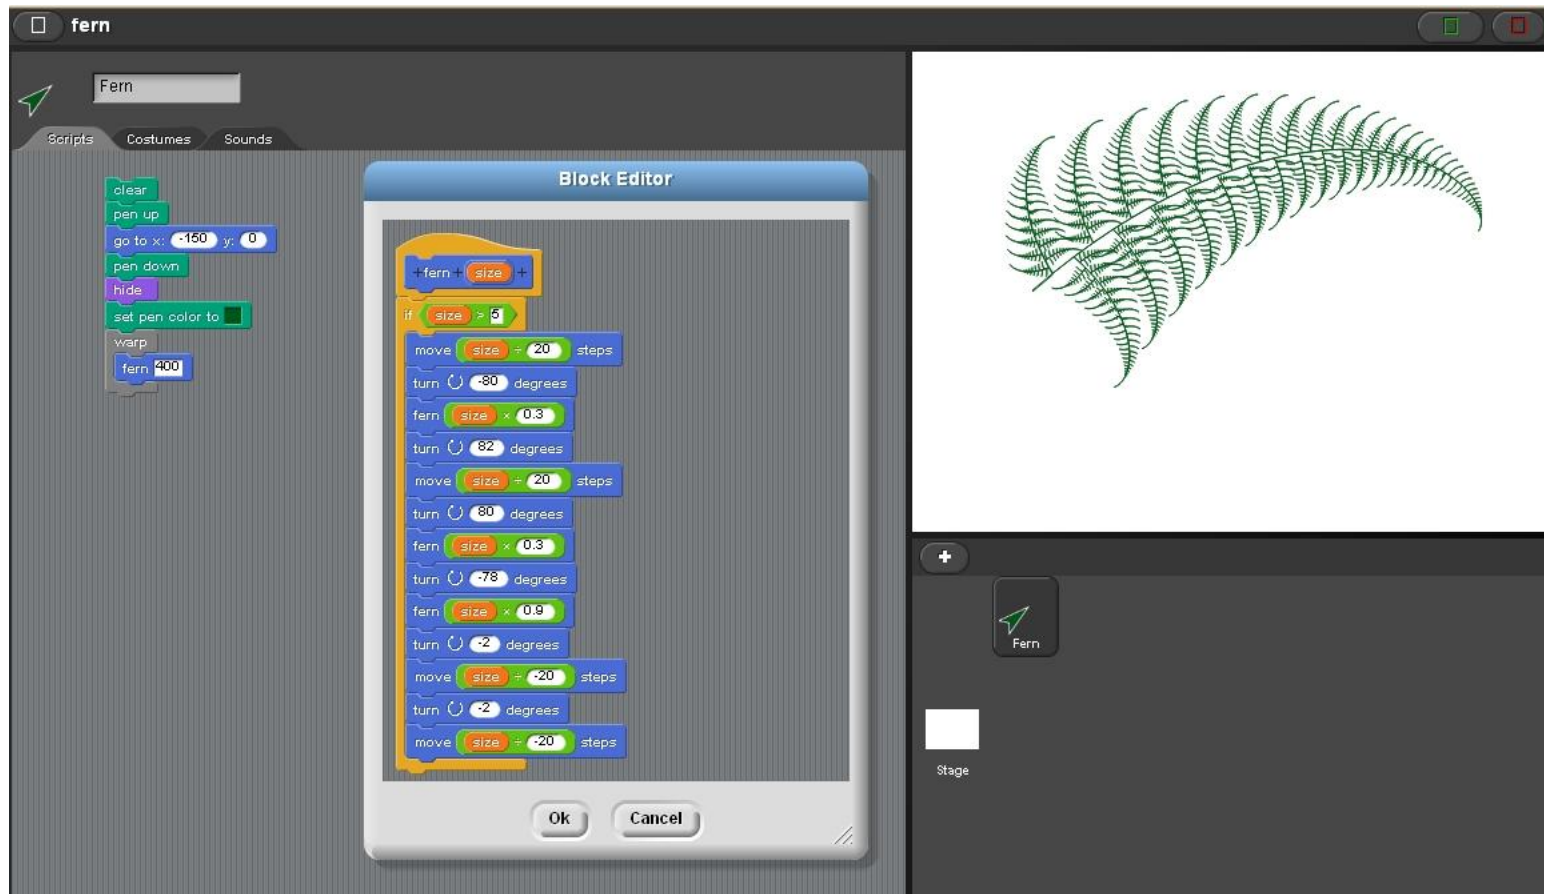 fern
Fern
Scripts Costumes Sounds
clear
pen up
go to x: -150 y: 0
pen down
hide
set pen color to
warp
fern 400
Block Editor
+fern+ size +
if size > 5
move size ÷ 20 steps
turn ↻ -80 degrees
fern size × 0.3
turn ↻ 82 degrees
move size ÷ 20 steps
turn ↻ 80 degrees
fern size × 0.3
turn ↻ -78 degrees
fern size × 0.9
turn ↻ -2 degrees
move size ÷ -20 steps
turn ↻ -2 degrees
move size ÷ -20 steps
Ok Cancel
Fern
Stage